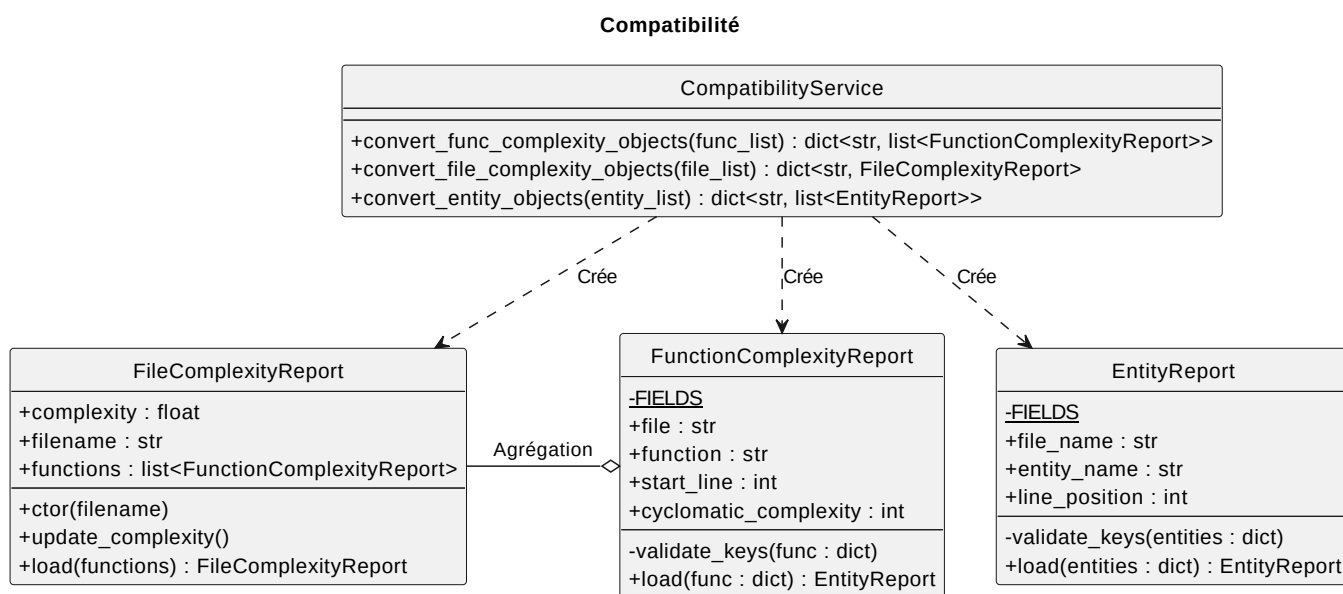 Compatibilité
CompatibilityService
+convert_func_complexity_objects(func_list) : dict<str, list<FunctionComplexityReport>>
+convert_file_complexity_objects(file_list) : dict<str, FileComplexityReport>
+convert_entity_objects(entity_list) : dict<str, list<EntityReport>>
Crée
Crée
Crée
FileComplexityReport
+complexity : float
+filename : str
+functions : list<FunctionComplexityReport>
+ctor(filename)
+update_complexity()
+load(functions) : FileComplexityReport
Agrégation
FunctionComplexityReport
-FIELDS
+file : str
+function : str
+start_line : int
+cyclomatic_complexity : int
-validate_keys(func : dict)
+load(func : dict) : EntityReport
EntityReport
-FIELDS
+file_name : str
+entity_name : str
+line_position : int
-validate_keys(entities : dict)
+load(entities : dict) : EntityReport